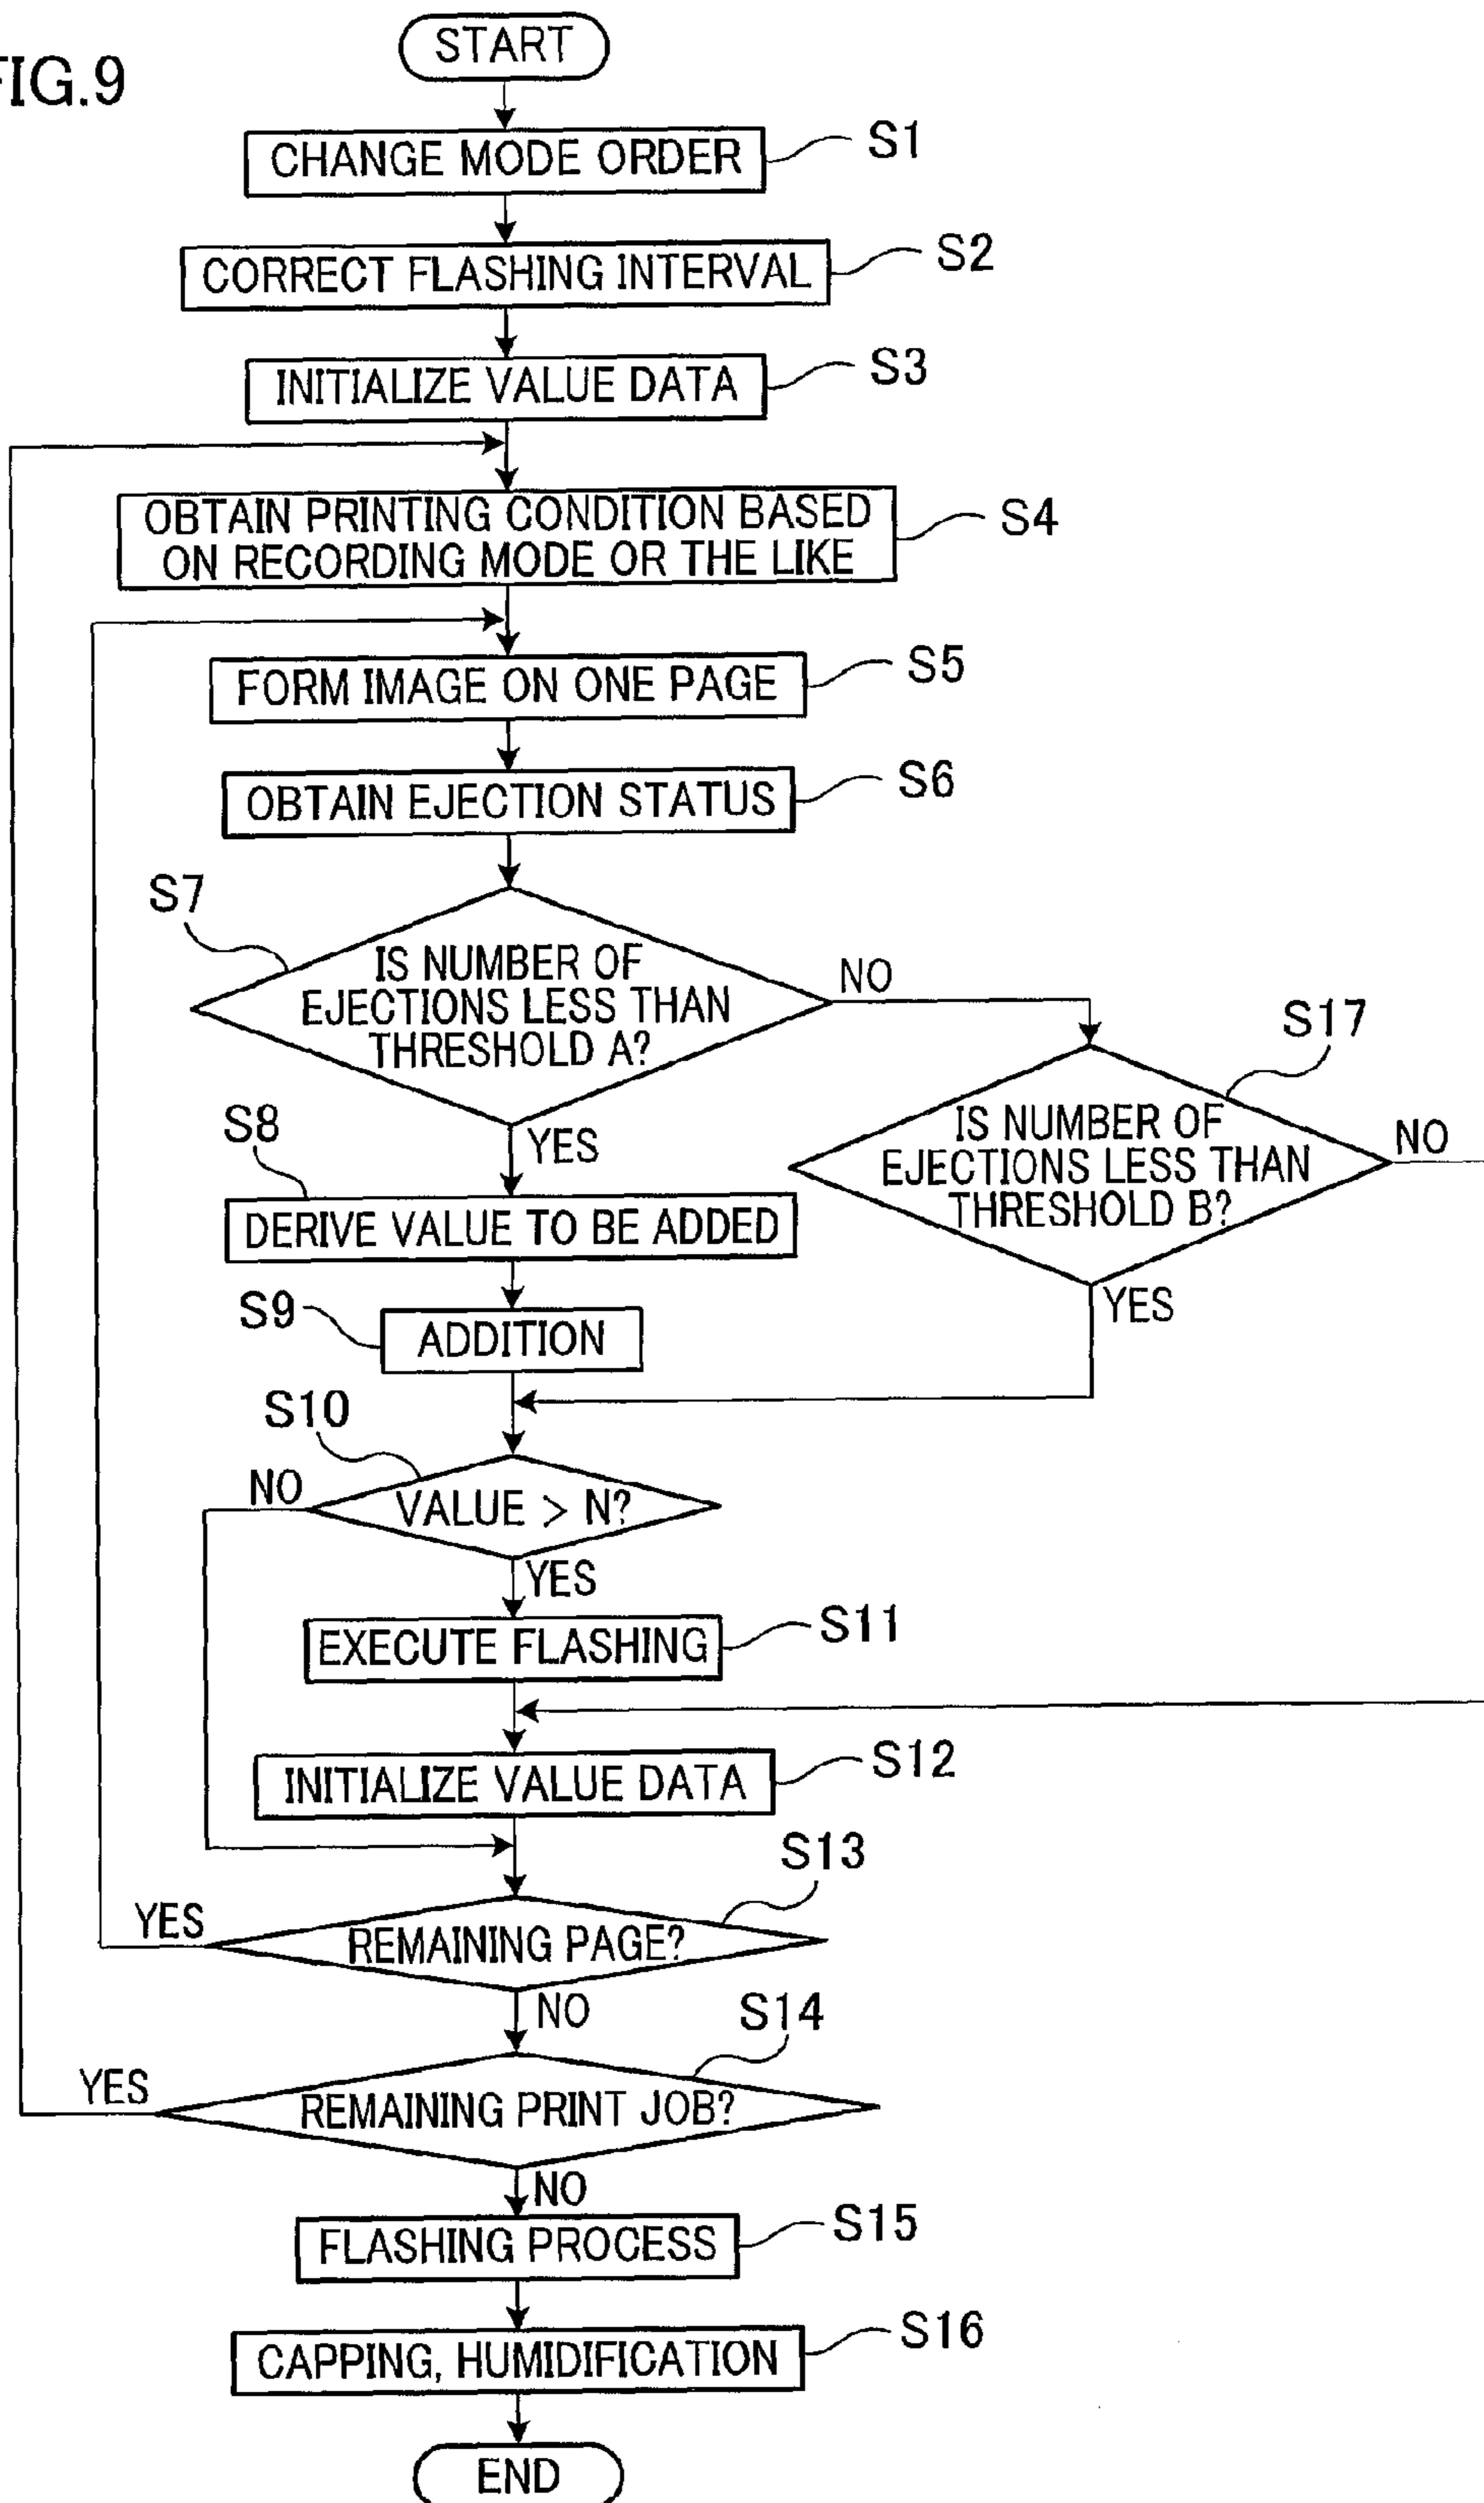 FIG.9
START
CHANGE MODE ORDER
S1
CORRECT FLASHING INTERVAL
S2
INITIALIZE VALUE DATA
S3
OBTAIN PRINTING CONDITION BASED
ON RECORDING MODE OR THE LIKE
S4
FORM IMAGE ON ONE PAGE
S5
OBTAIN EJECTION STATUS
S6
S7
IS NUMBER OF
EJECTIONS LESS THAN
THRESHOLD A?
NO
YES
S17
IS NUMBER OF
EJECTIONS LESS THAN
THRESHOLD B?
NO
YES
S8
DERIVE VALUE TO BE ADDED
S9
ADDITION
S10
NO
VALUE > N?
YES
EXECUTE FLASHING
S11
INITIALIZE VALUE DATA
S12
S13
YES
REMAINING PAGE?
NO
S14
YES
REMAINING PRINT JOB?
NO
FLASHING PROCESS
S15
CAPPING, HUMIDIFICATION
S16
END